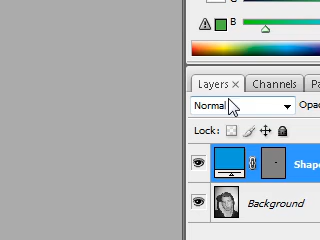 B
Layers × Channels Pa
Normal Opac
Lock:
Shape
Background